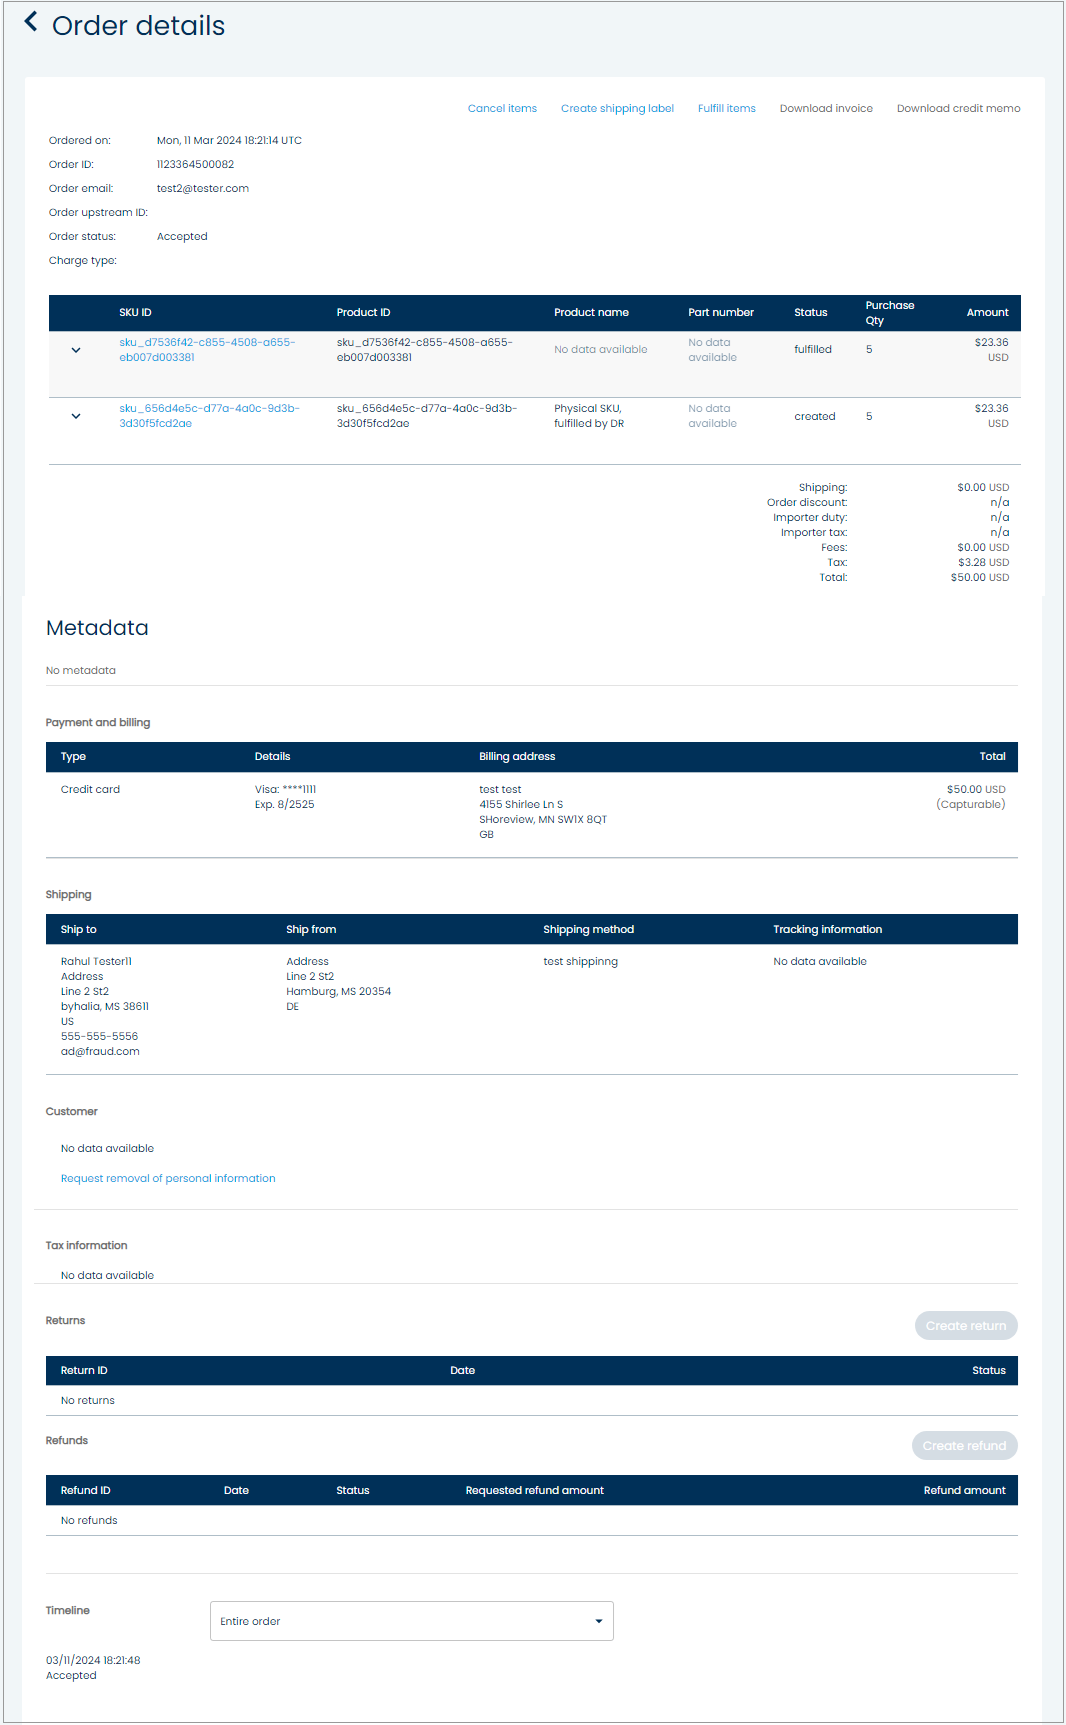 Order details
Cancel items Create shipping label Fulfill items Download invoice Download credit memo
Ordered on: Mon, 11 Mar 2024 18:21:14 UTC
Order ID: 1123364500082
Order email: test2@tester.com
Order upstream ID:
Order status: Accepted
Charge type:
SKU ID Product ID Product name Part number Status Purchase Qty Amount
sku_d7536f42-c855-4508-a655- sku_d7536f42-c855-4508-a655- No data available No data fulfilled 5 $23.36
eb007d003381 eb007d003381 available USD
sku_656d4e5c-d77a-4a0c-9d3b- sku_656d4e5c-d77a-4a0c-9d3b- Physical SKU, No data created 5 $23.36
3d30f5fcd2ae 3d30f5fcd2ae fulfilled by DR available USD
Shipping: $0.00 USD
Order discount: n/a
Importer duty: n/a
Importer tax: n/a
Fees: $0.00 USD
Tax: $3.28 USD
Total: $50.00 USD
Metadata
No metadata
Payment and billing
Type Details Billing address Total
Credit card Visa: ****1111 test test $50.00 USD
Exp. 8/2525 4155 Shirlee Ln S (Capturable)
SHoreview, MN SW1X 8QT
GB
Shipping
Ship to Ship from Shipping method Tracking information
Rahul Tester11 Address test shippinng No data available
Address Line 2 St2
Line 2 St2 Hamburg, MS 20354
byhalia, MS 38611 DE
US
555-555-5556
ad@fraud.com
Customer
No data available
Request removal of personal information
Tax information
No data available
Returns Create return
Return ID Date Status
No returns
Refunds Create refund
Refund ID Date Status Requested refund amount Refund amount
No refunds
Timeline Entire order
03/11/2024 18:21:48
Accepted